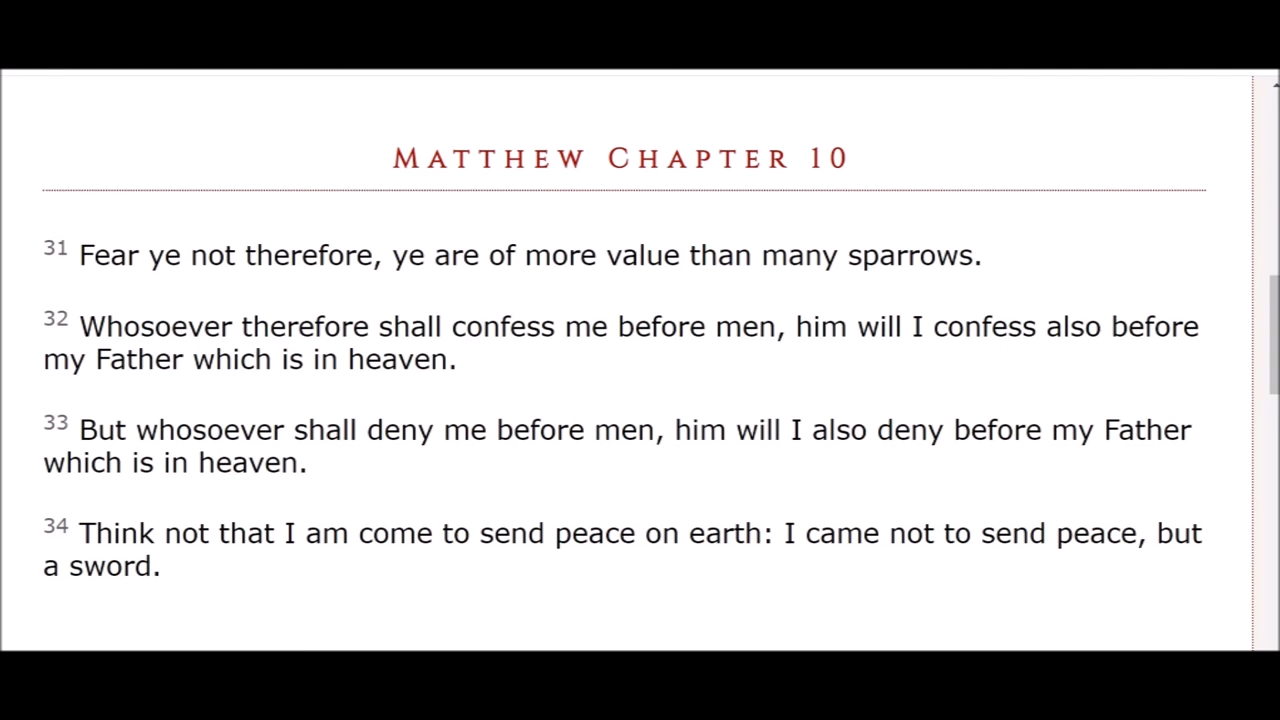 MATTHEW CHAPTER 10
31 Fear ye not therefore, ye are of more value than many sparrows.
32 Whosoever therefore shall confess me before men, him will I confess also before
my Father which is in heaven.
33 But whosoever shall deny me before men, him will I also deny before my Father
which is in heaven.
34 Think not that I am come to send peace on earth: I came not to send peace, but
a sword.